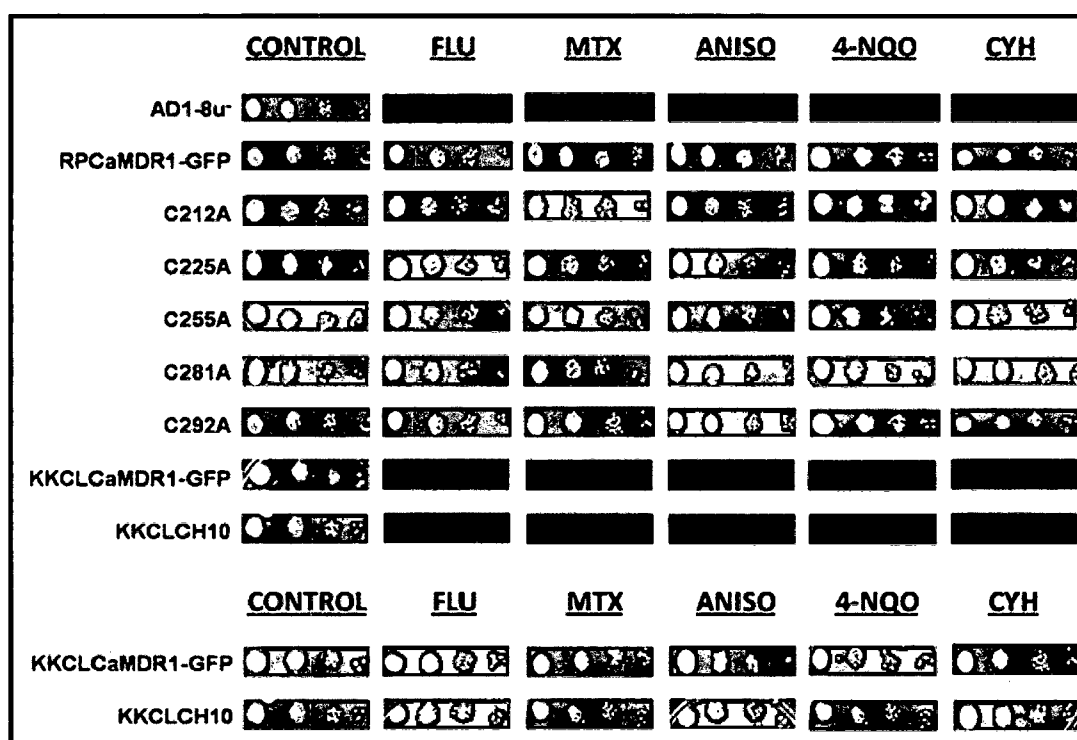 CONTROL FLU MTX ANISO 4-NQO CYH
AD1-8u-
RPCaMDR1-GFP
C212A
C225A
C255A
C281A
C292A
KKCLCaMDR1-GFP
KKCLCH10
CONTROL FLU MTX ANISO 4-NQO CYH
KKCLCaMDR1-GFP
KKCLCH10